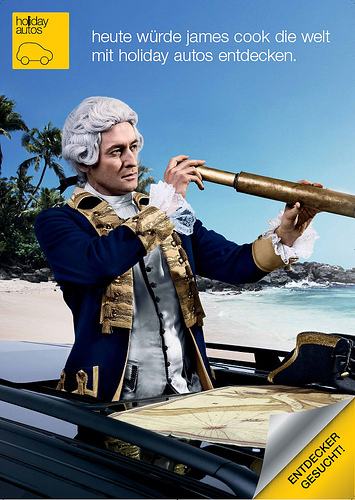 holiday
autos
heute würde james cook die welt
mit holiday autos entdecken.
ENTDECKER
GESUCHT!